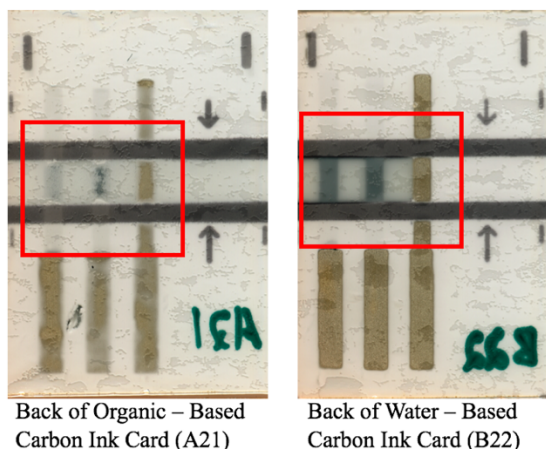 Back of Organic – Based
Carbon Ink Card (A21)
Back of Water – Based
Carbon Ink Card (B22)